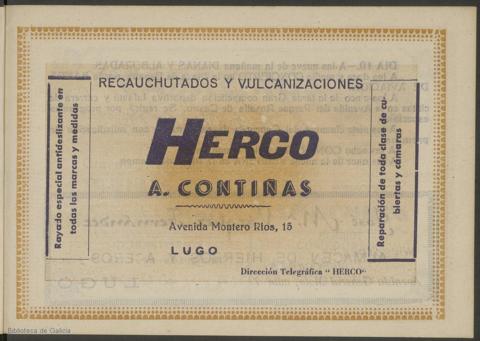 RECAUCHUTADOS Y VULCANIZACIONES
Rayado especial antideslizante en
todas las marcas y medidas
HERCO
A. CONTIÑAS
Avenida Montero Rios, 15
LUGO
Dirección Telegráfica "HERCO"
Reparación de toda clase de cu-
biertas y cámaras
Biblioteca de Galicia